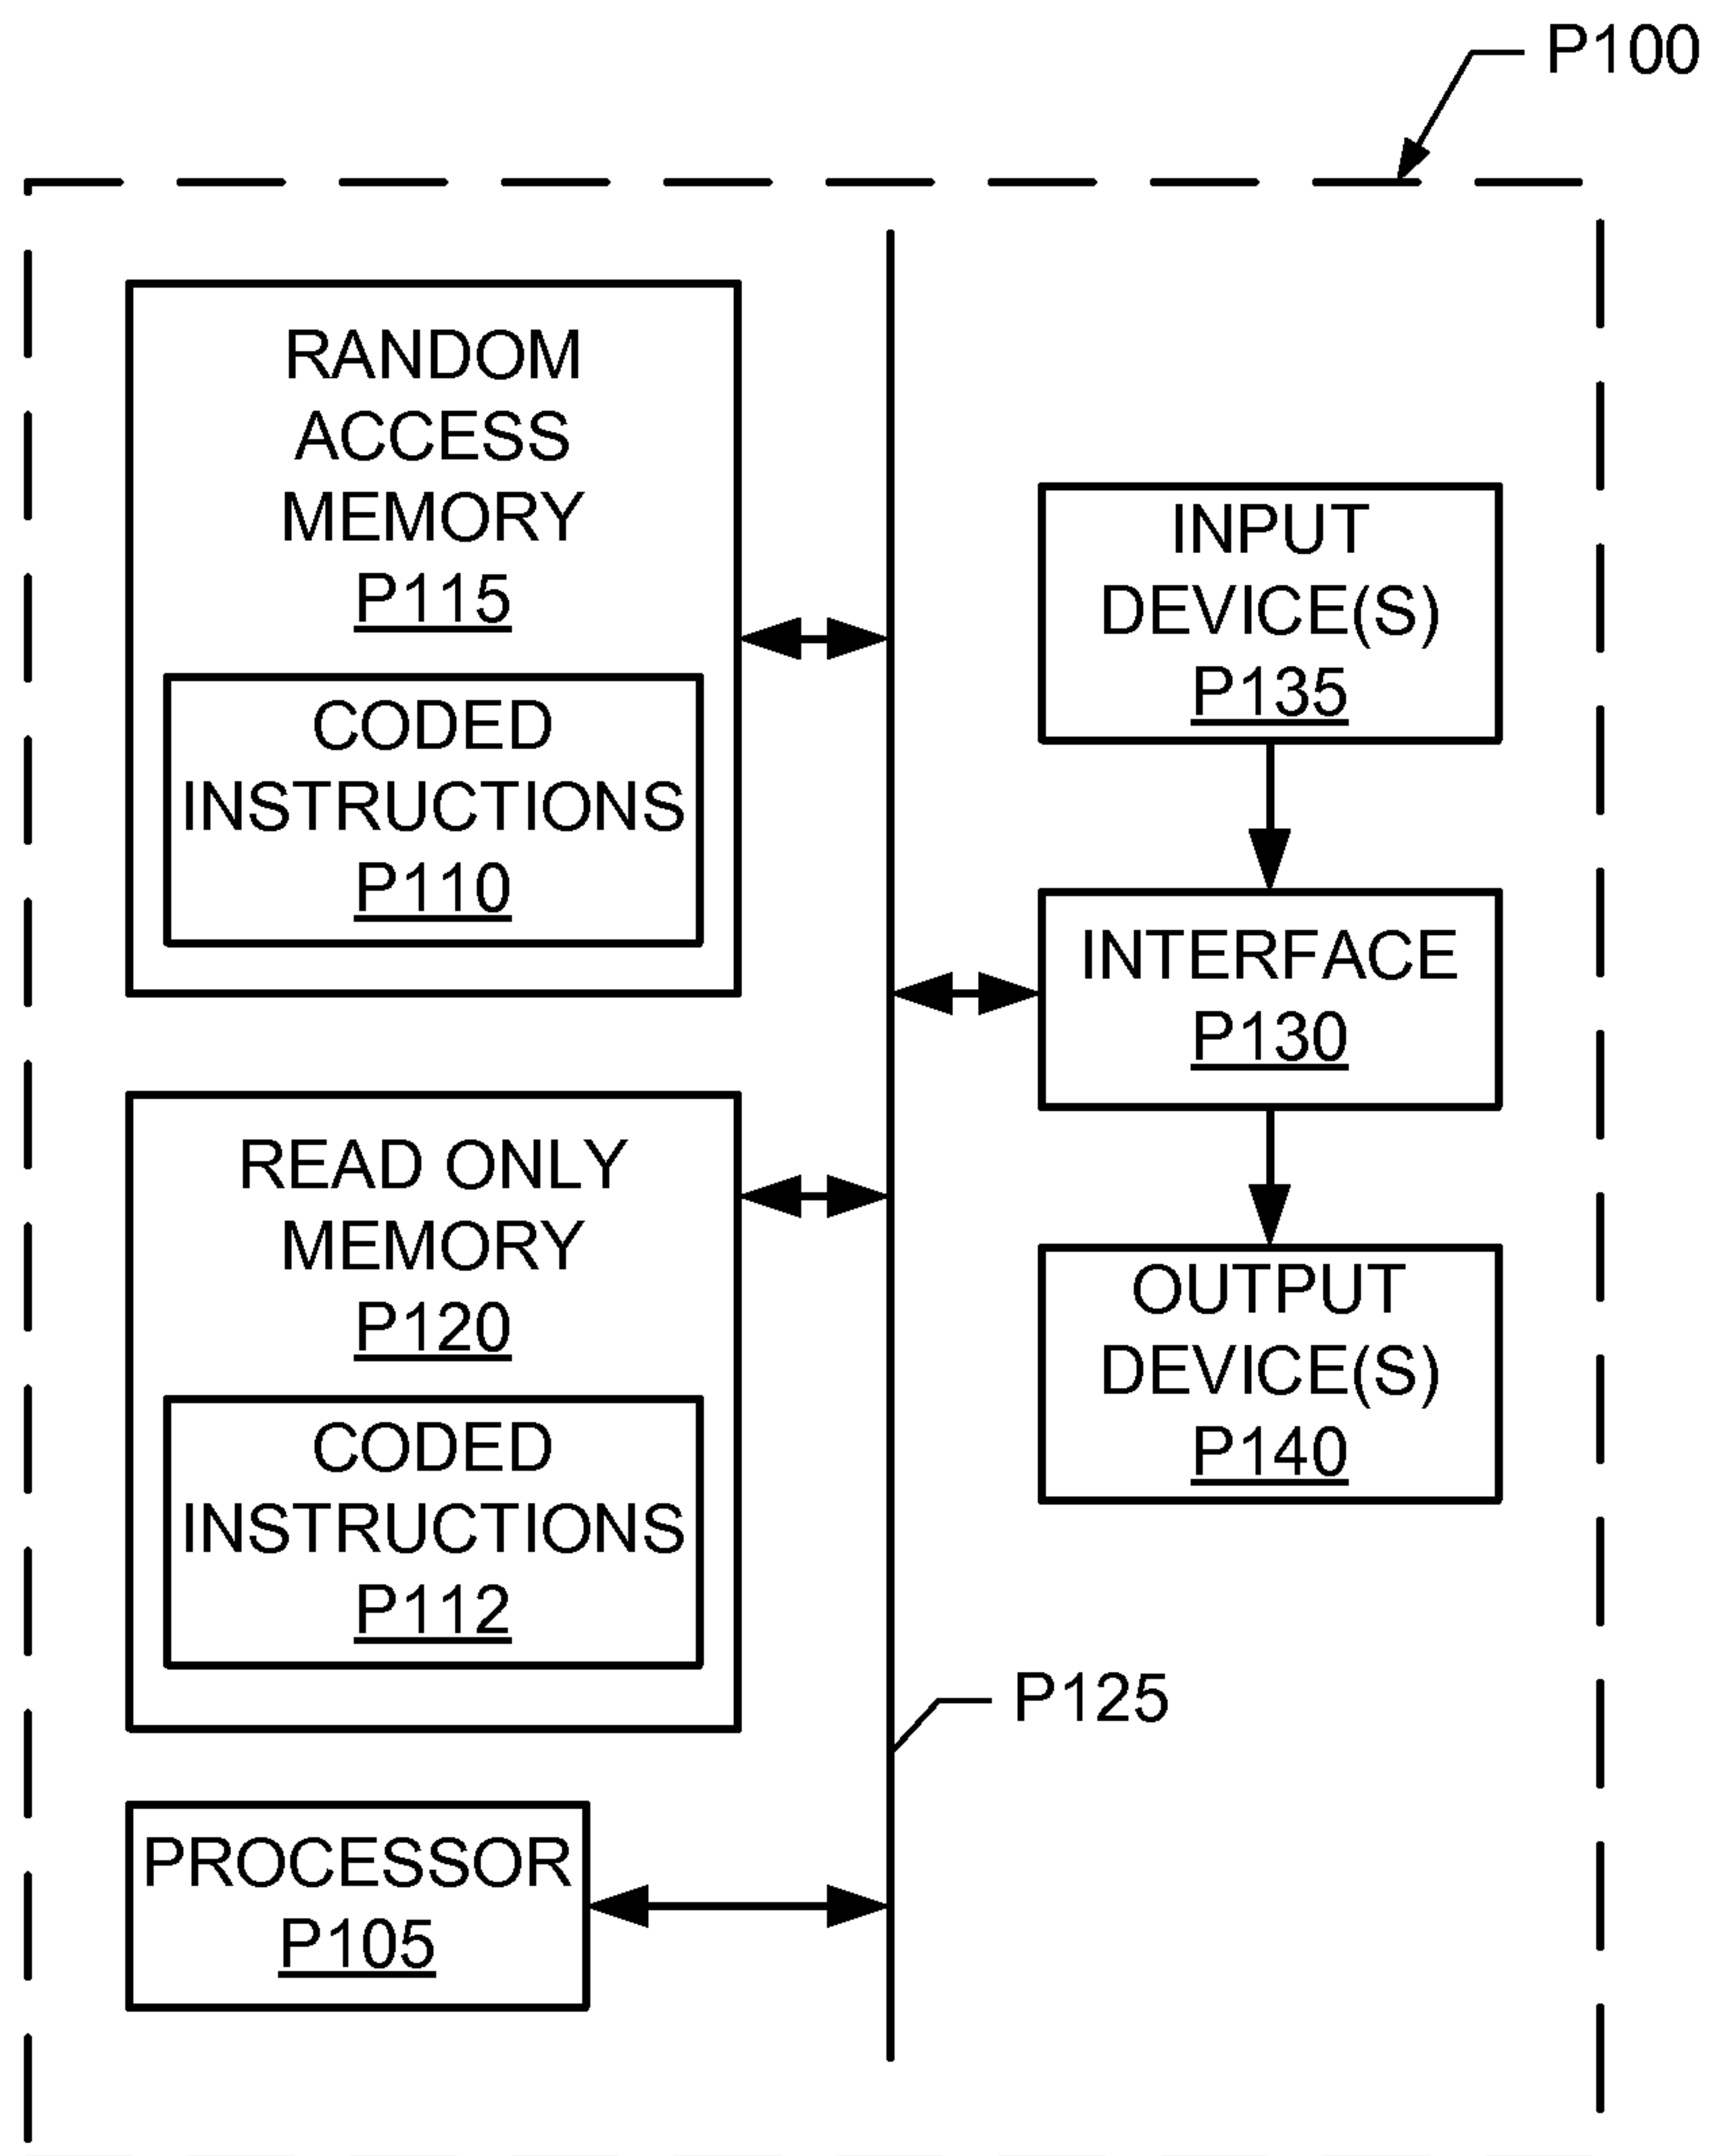 P100
RANDOM
ACCESS
MEMORY
P115
CODED
INSTRUCTIONS
P110
INPUT
DEVICE(S)
P135
INTERFACE
P130
READ ONLY
MEMORY
P120
CODED
INSTRUCTIONS
P112
OUTPUT
DEVICE(S)
P140
P125
PROCESSOR
P105